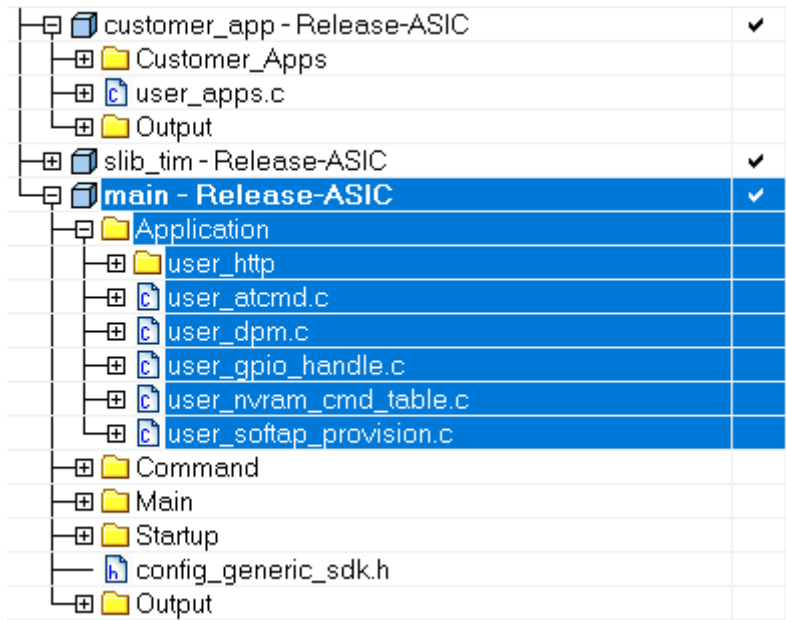 customer_app - Release-ASIC
Customer_Apps
user_apps.c
Output
slib_tim - Release-ASIC
main - Release-ASIC
Application
user_http
user_atcmd.c
user_dpm.c
user_gpio_handle.c
user_nvram_cmd_table.c
user_softap_provision.c
Command
Main
Startup
config_generic_sdk.h
Output